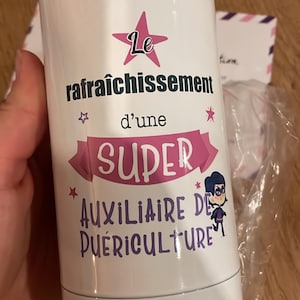 Le
rafraîchissement
d'une
SUPER
AUXILIAIRE DE
PUÉRICULTURE